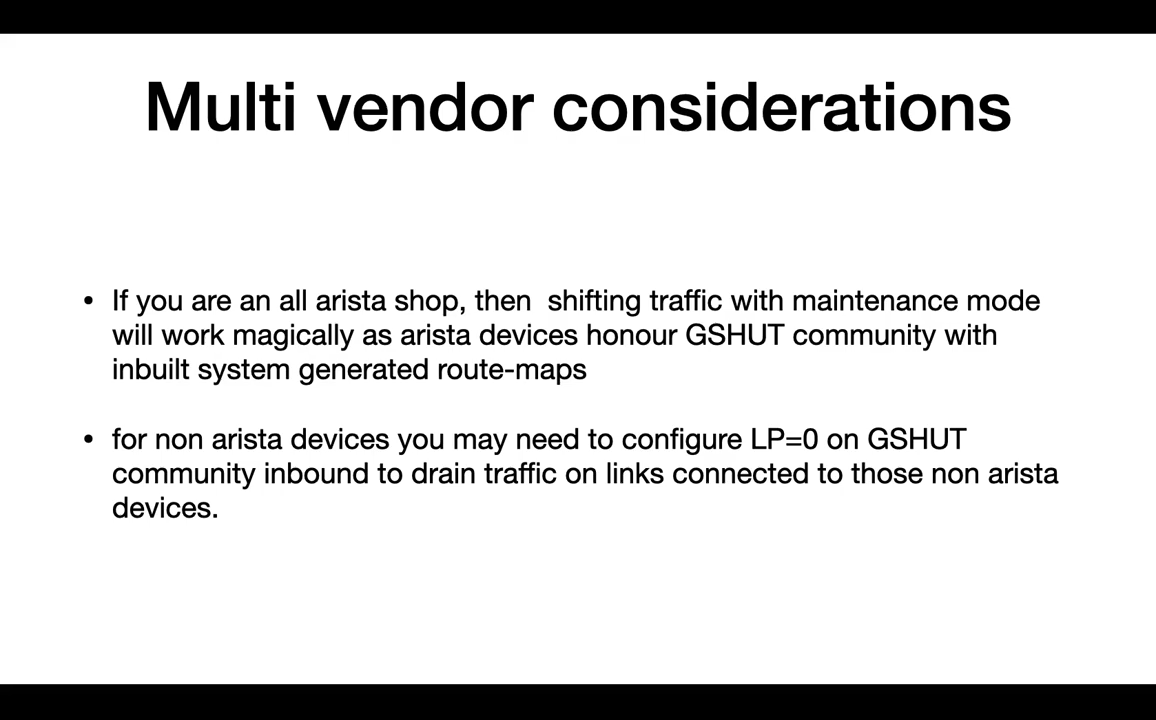 Multi vendor considerations
• If you are an all arista shop, then  shifting traffic with maintenance mode
will work magically as arista devices honour GSHUT community with
inbuilt system generated route-maps
• for non arista devices you may need to configure LP=0 on GSHUT
community inbound to drain traffic on links connected to those non arista
devices.